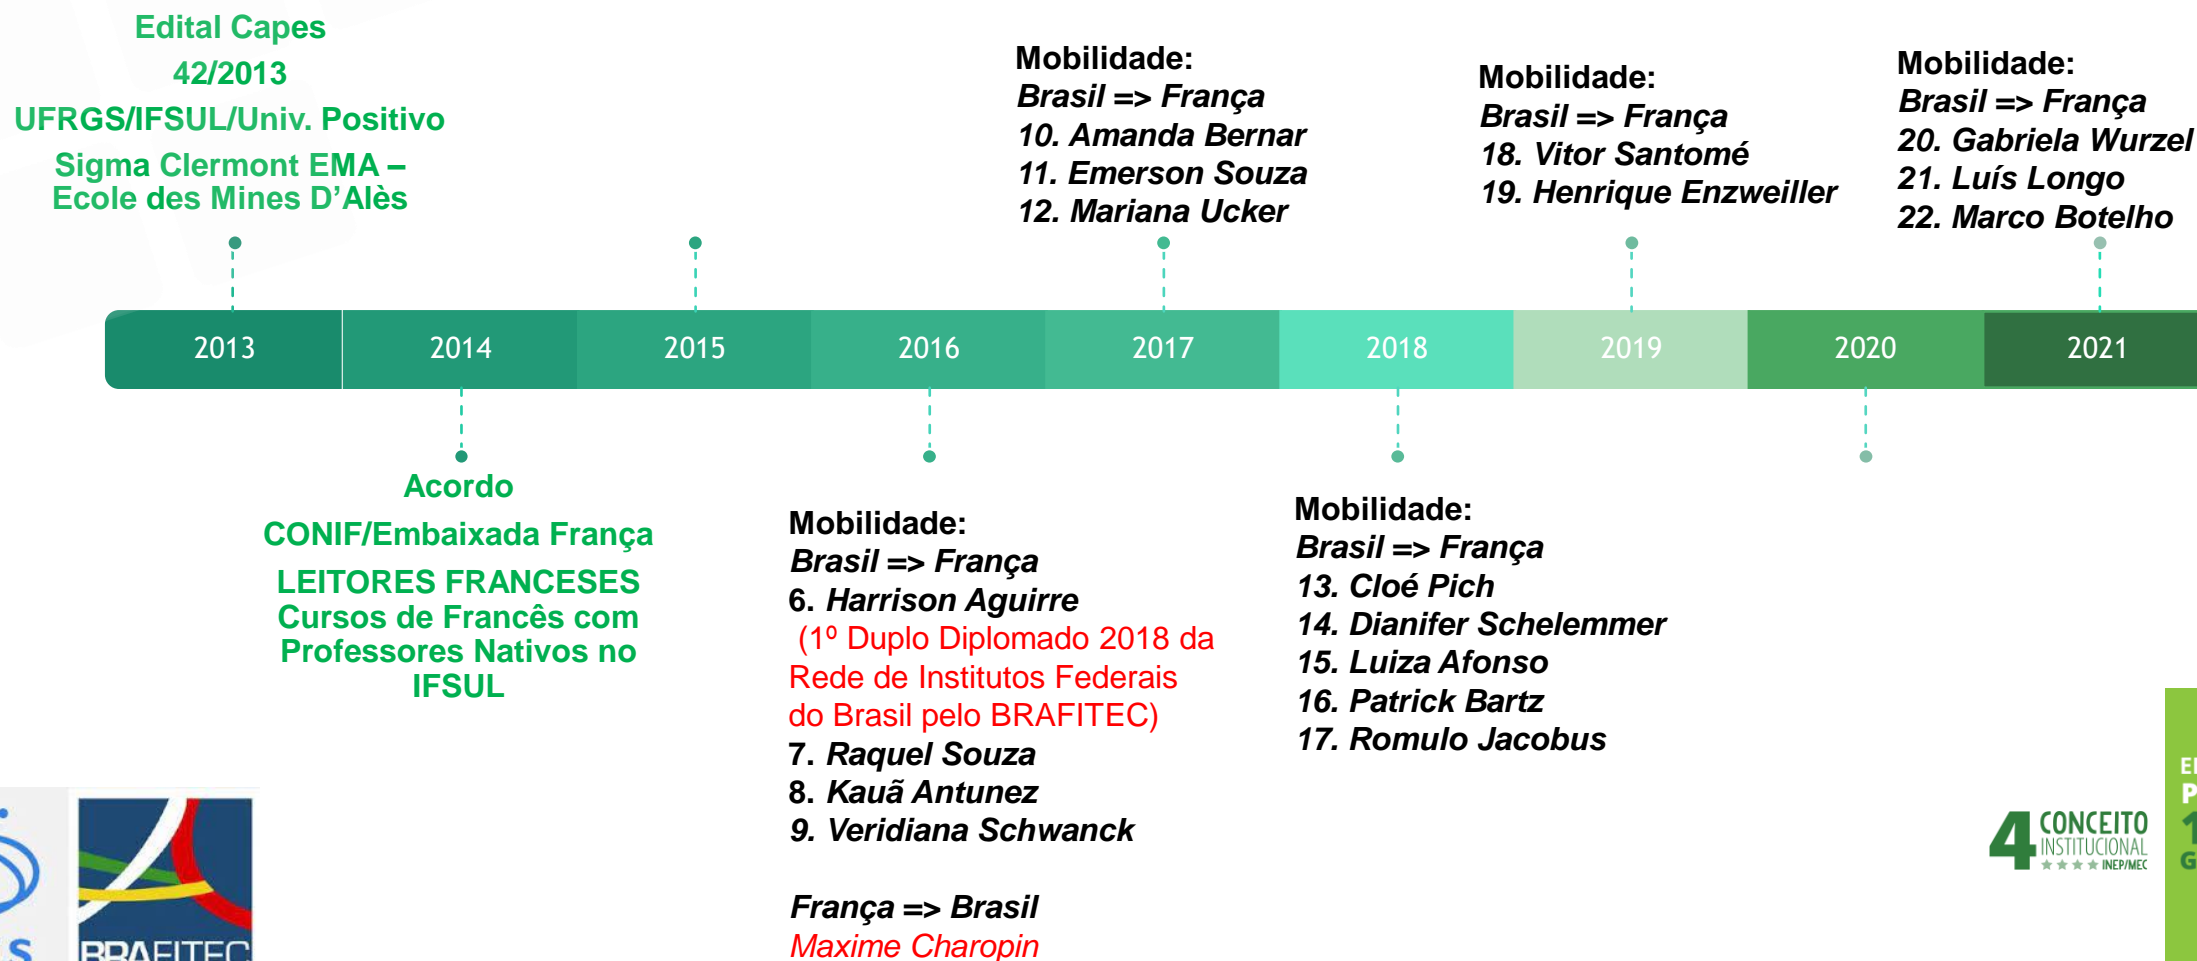 Edital Capes
42/2013
UFRGS/IFSUL/Univ. Positivo
Sigma Clermont EMA –
Ecole des Mines D'Alès
Mobilidade:
Brasil => França
10. Amanda Bernar
11. Emerson Souza
12. Mariana Ucker
Mobilidade:
Brasil => França
18. Vitor Santomé
19. Henrique Enzweiller
Mobilidade:
Brasil => França
20. Gabriela Wurzel
21. Luís Longo
22. Marco Botelho
2013 2014 2015 2016 2017 2018 2019 2020 2021
Acordo
CONIF/Embaixada França
LEITORES FRANCESES
Cursos de Francês com
Professores Nativos no
IFSUL
Mobilidade:
Brasil => França
6. Harrison Aguirre
(1º Duplo Diplomado 2018 da
Rede de Institutos Federais
do Brasil pelo BRAFITEC)
7. Raquel Souza
8. Kauã Antunez
9. Veridiana Schwanck
França => Brasil
Maxime Charopin
Mobilidade:
Brasil => França
13. Cloé Pich
14. Dianifer Schelemmer
15. Luiza Afonso
16. Patrick Bartz
17. Romulo Jacobus
BRAFITEC
4 CONCEITO
INSTITUCIONAL
INEP/MEC